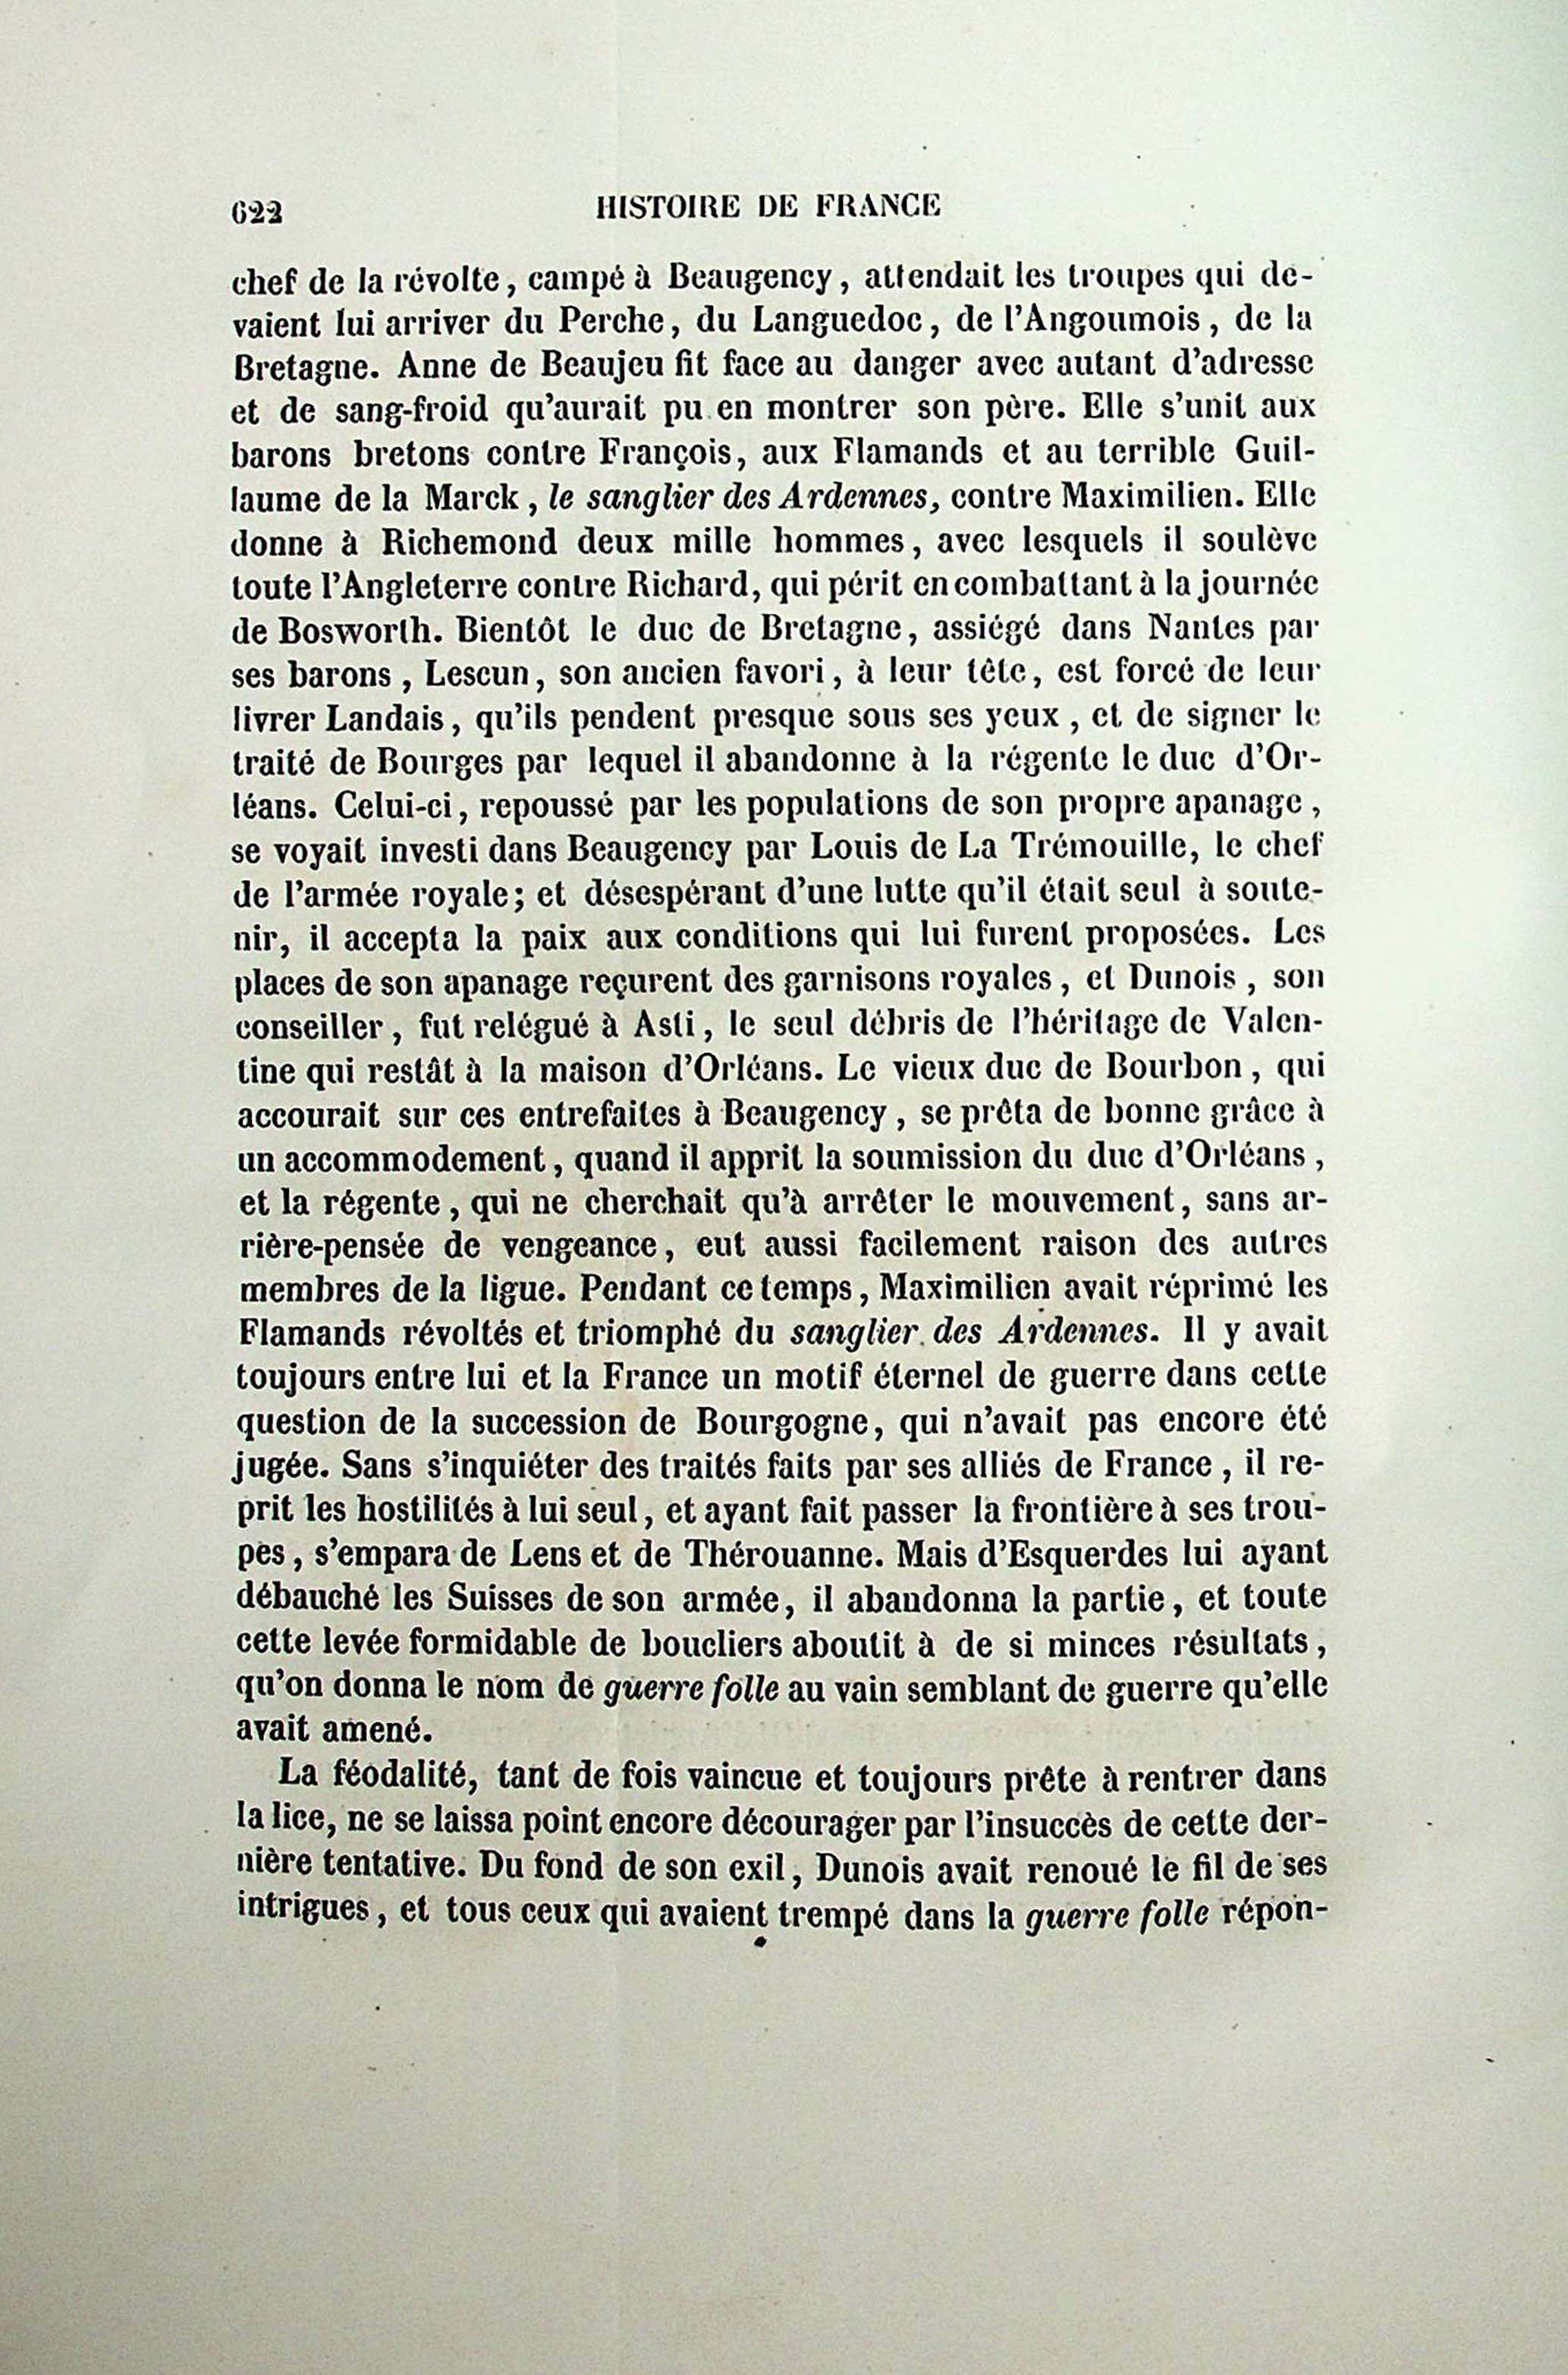 622 HISTOIRE DE FRANCE
chef de la révolte, campé à Beaugency, attendait les troupes qui de-
vaient lui arriver du Perche, du Languedoc, de l'Angoumois, de la
Bretagne. Anne de Beaujeu fit face au danger avec autant d'adresse
et de sang-froid qu'aurait pu en montrer son père. Elle s'unit aux
barons bretons contre François, aux Flamands et au terrible Guil-
laume de la Marck, le sanglier des Ardennes, contre Maximilien. Elle
donne à Richemond deux mille hommes, avec lesquels il soulève
toute l'Angleterre contre Richard, qui périt en combattant à la journée
de Bosworth. Bientôt le duc de Bretagne, assiégé dans Nantes par
ses barons, Lescun, son ancien favori, à leur tête, est forcé de leur
livrer Landais, qu'ils pendent presque sous ses yeux, et de signer le
traité de Bourges par lequel il abandonne à la régente le duc d'Or-
léans. Celui-ci, repoussé par les populations de son propre apanage,
se voyait investi dans Beaugency par Louis de La Trémouille, le chef
de l'armée royale; et désespérant d'une lutte qu'il était seul à soute-
nir, il accepta la paix aux conditions qui lui furent proposées. Les
places de son apanage reçurent des garnisons royales, et Dunois, son
conseiller, fut relégué à Asti, le seul débris de l'héritage de Valen-
tine qui restât à la maison d'Orléans. Le vieux duc de Bourbon, qui
accourait sur ces entrefaites à Beaugency, se prêta de bonne grâce à
un accommodement, quand il apprit la soumission du duc d'Orléans,
et la régente, qui ne cherchait qu'à arrêter le mouvement, sans ar-
rière-pensée de vengeance, eut aussi facilement raison des autres
membres de la ligue. Pendant ce temps, Maximilien avait réprimé les
Flamands révoltés et triomphé du sanglier des Ardennes. Il y avait
toujours entre lui et la France un motif éternel de guerre dans cette
question de la succession de Bourgogne, qui n'avait pas encore été
jugée. Sans s'inquiéter des traités faits par ses alliés de France, il re-
prit les hostilités à lui seul, et ayant fait passer la frontière à ses trou-
pes, s'empara de Lens et de Thérouanne. Mais d'Esquerdes lui ayant
débauché les Suisses de son armée, il abandonna la partie, et toute
cette levée formidable de boucliers aboutit à de si minces résultats,
qu'on donna le nom de guerre folle au vain semblant de guerre qu'elle
avait amené.
La féodalité, tant de fois vaincue et toujours prête à rentrer dans
la lice, ne se laissa point encore décourager par l'insuccès de cette der-
nière tentative. Du fond de son exil, Dunois avait renoué le fil de ses
intrigues, et tous ceux qui avaient trempé dans la guerre folle répon-